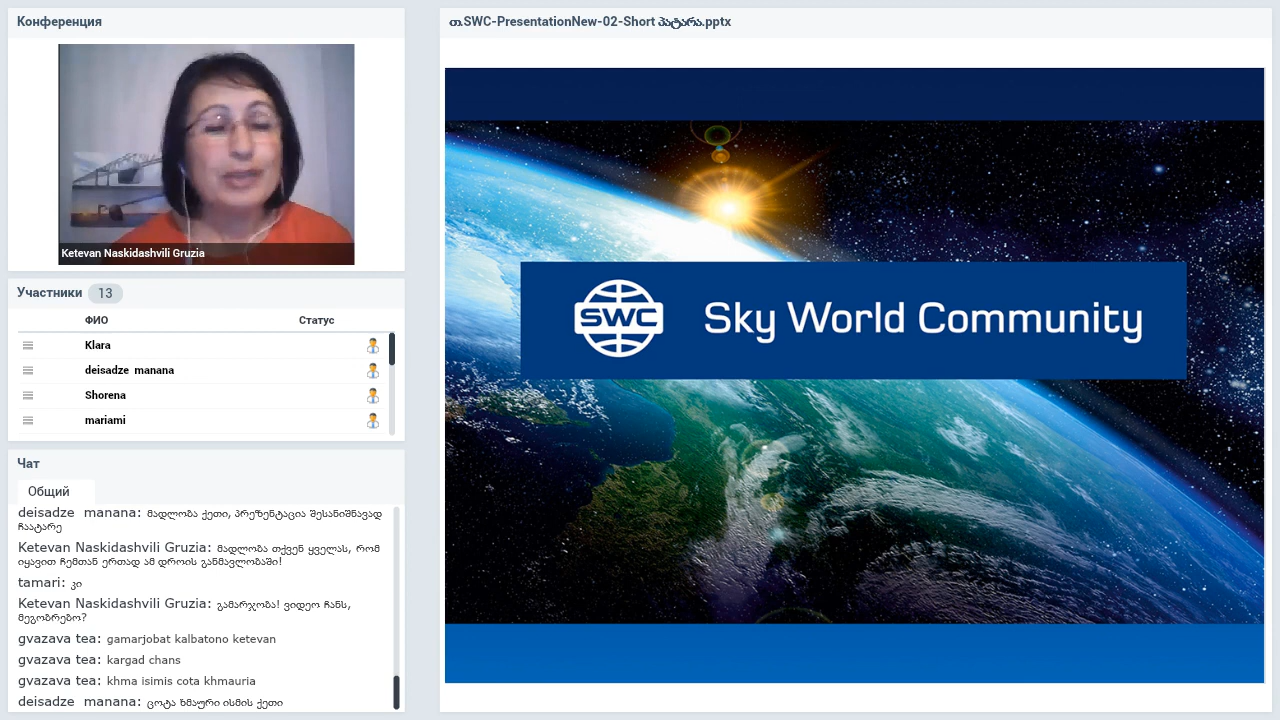 Конференция
Ketevan Naskidashvili Gruzia
Участники 13
ФИО Статус
Klara
deisadze manana
Shorena
mariami
Чат
Общий
deisadze manana: მადლობა ქეთი, პრეზენტაცია შესანიშნავად
ჩაატარე
Ketevan Naskidashvili Gruzia: მადლობა თქვენ ყველას, რომ
იყავით ჩემთან ერთად ამ დროის განმავლობაში!
tamari: კი
Ketevan Naskidashvili Gruzia: გამარჯობა! ვიდეო ჩანს,
მეგობრებო?
gvazava tea: gamarjobat kalbatono ketevan
gvazava tea: kargad chans
gvazava tea: khma isimis cota khmauria
deisadze manana: ცოტა ხმაური ისმის ქეთი
თ.SWC-PresentationNew-02-Short პატარა.pptx
SWC Sky World Community